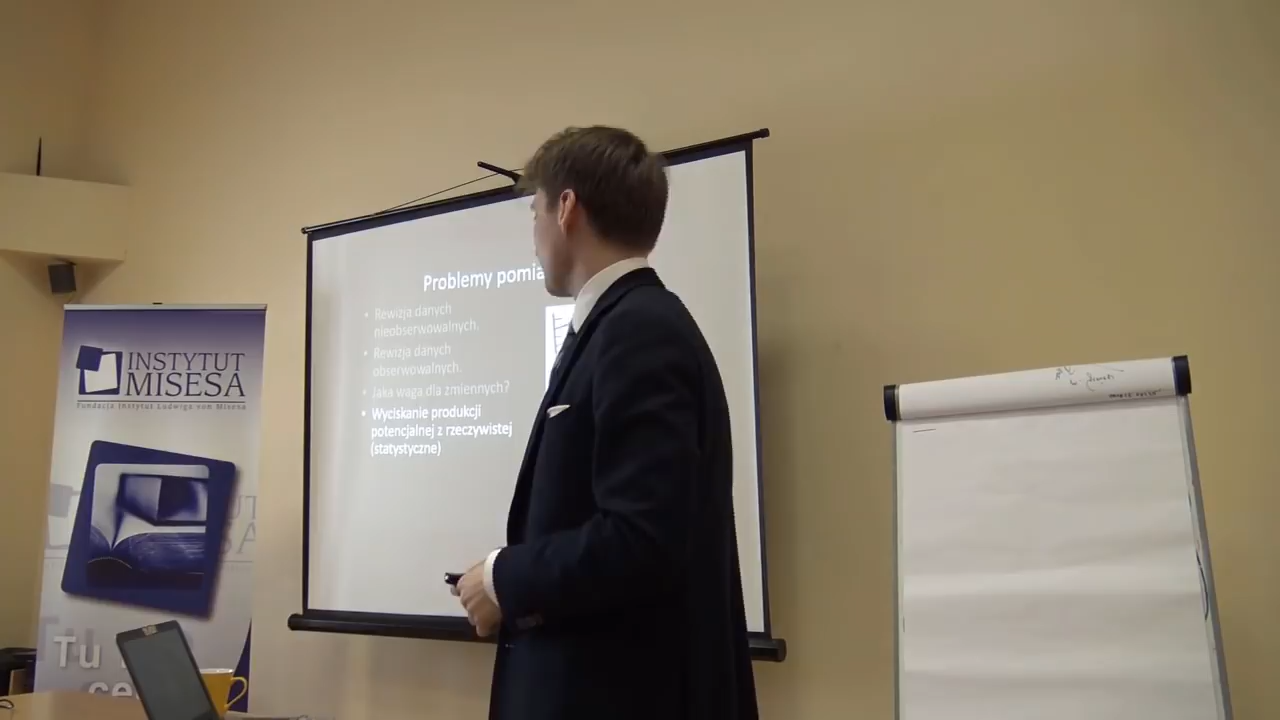 INSTYTUT
MISESA
Fundacja Instytut Ludwiga von Misesa
Tu
Problemy pomia
• Rewizja danych
nieobserwowalnych.
• Rewizja danych
obserwowalnych.
• Jaka waga dla zmiennych?
• Wyciskanie produkcji
potencjalnej z rzeczywistej
(statystyczne)